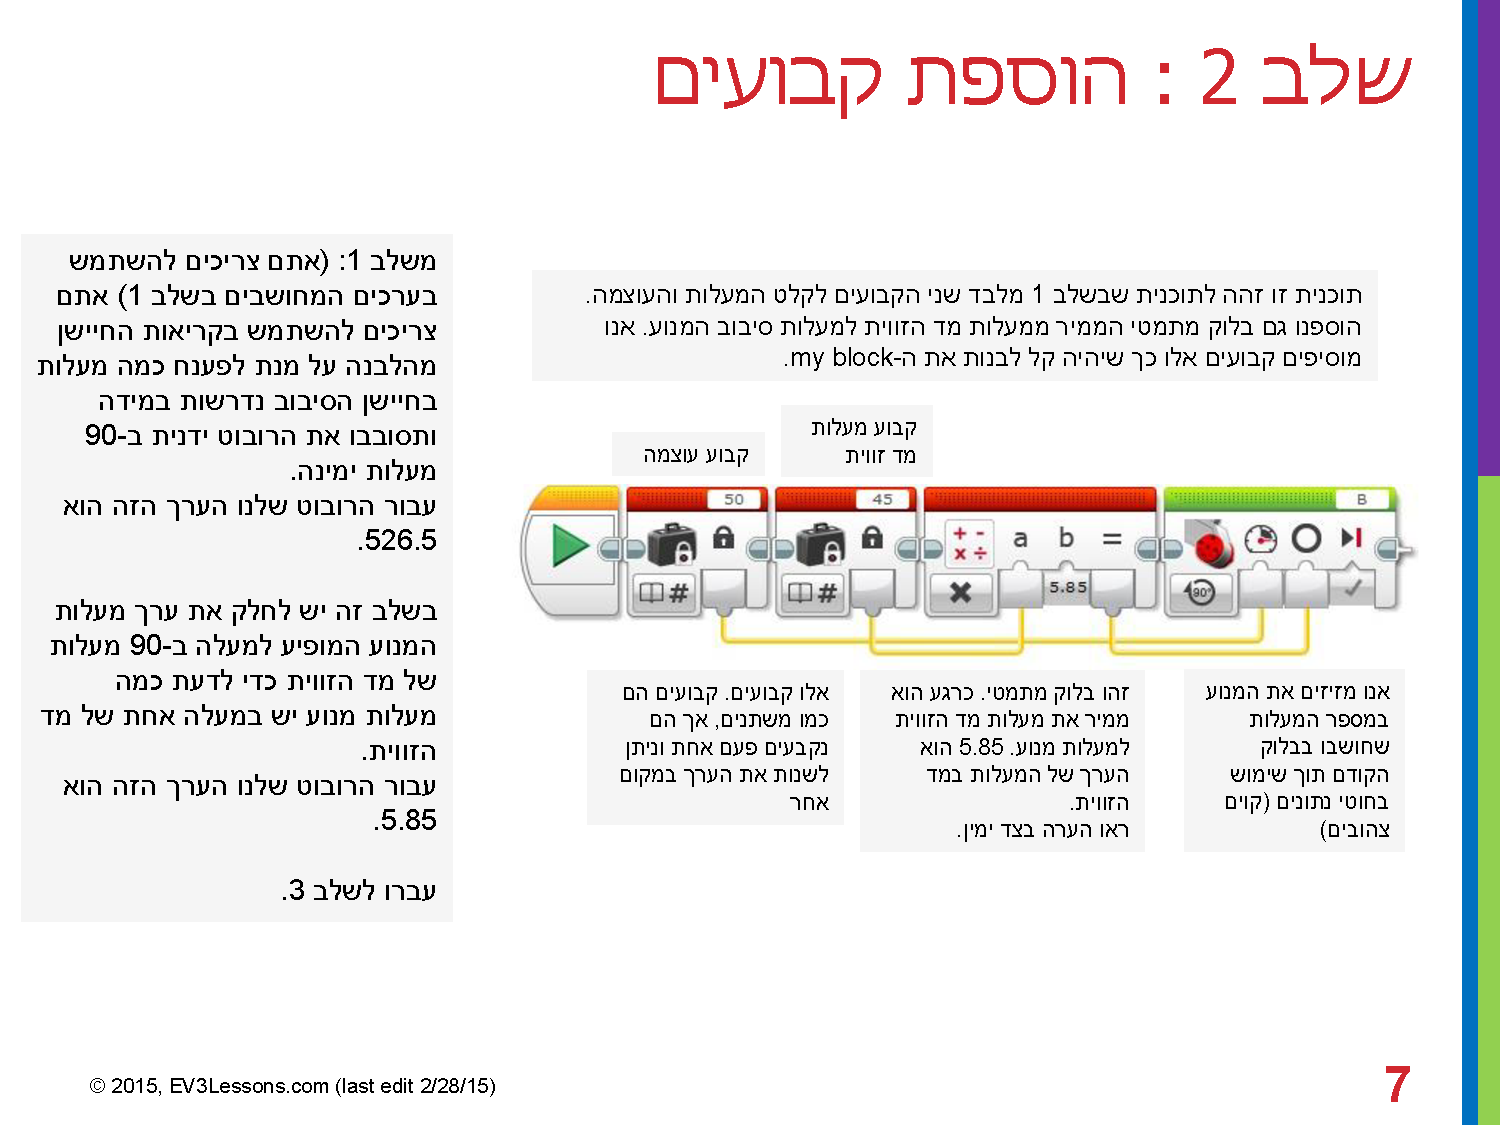 שלב 2 : הוספת קבועים
תוכנית זו זהה לתוכנית שבשלב 1 מלבד שני הקבועים לקלט המעלות והעוצמה.
הוספנו גם בלוק מתמטי הממיר ממעלות מד הזווית למעלות סיבוב המנוע. אנו
מוסיפים קבועים אלו כך שיהיה קל לבנות את ה-my block.
משלב 1: (אתם צריכים להשתמש
בערכים המחושבים בשלב 1) אתם
צריכים להשתמש בקריאות החיישן
מהלבנה על מנת לפענח כמה מעלות
בחיישן הסיבוב נדרשות במידה
ותסובבו את הרובוט ידנית ב-90
מעלות ימינה.
עבור הרובוט שלנו הערך הזה הוא
526.5.
בשלב זה יש לחלק את ערך מעלות
המנוע המופיע למעלה ב-90 מעלות
של מד הזווית כדי לדעת כמה
מעלות מנוע יש במעלה אחת של מד
הזווית.
עבור הרובוט שלנו הערך הזה הוא
5.85.
עברו לשלב 3.
קבוע עוצמה
קבוע מעלות
מד זווית
50
45
B
a b =
+ -
x ÷
#
#
5.85
90°
אלו קבועים. קבועים הם
כמו משתנים, אך הם
נקבעים פעם אחת וניתן
לשנות את הערך במקום
אחר
זהו בלוק מתמטי. כרגע הוא
ממיר את מעלות מד הזווית
למעלות מנוע. 5.85 הוא
הערך של המעלות במד
הזווית.
ראו הערה בצד ימין.
אנו מזיזים את המנוע
במספר המעלות
שחושבו בבלוק
הקודם תוך שימוש
בחוטי נתונים (קוים
צהובים)
© 2015, EV3Lessons.com (last edit 2/28/15)
7